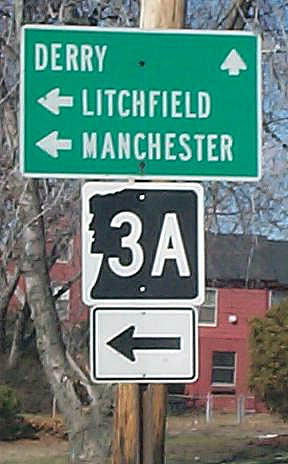 DERRY
LITCHFIELD
MANCHESTER
3A